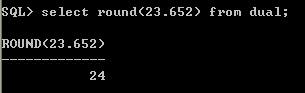 SQL> select round(23.652) from dual;
ROUND(23.652)
-------------
24